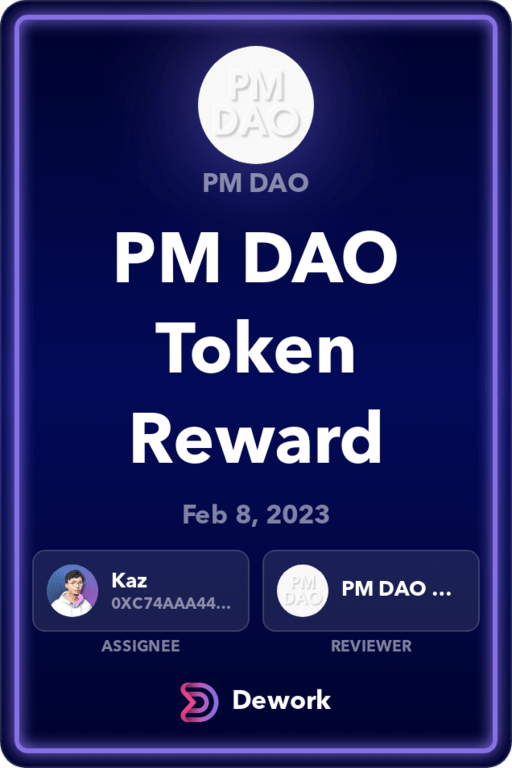 PM
DAO
PM DAO
PM DAO
Token
Reward
Feb 8, 2023
Kaz
0XC74AAA44...
ASSIGNEE
PM
DAO
PM DAO ...
REVIEWER
Dework